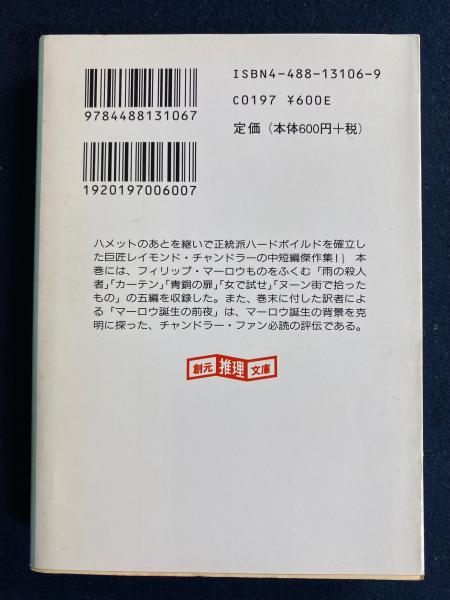 ISBN4-488-13106-9
C0197 ¥600E
定価（本体600円＋税）
9784488131067
1920197006007
ハメットのあとを継いで正統派ハードボイルドを確立し
た巨匠レイモンド・チャンドラーの中短編傑作集!!　本
巻には、フィリップ・マーロウものをふくむ「雨の殺人
者」「カーテン」「青銅の扉」「女で試せ」「ヌーン街で拾った
もの」の五編を収録した。また、巻末に付した訳者によ
る「マーロウ誕生の前夜」は、マーロウ誕生の背景を克
明に探った、チャンドラー・ファン必読の評伝である。
創元推理文庫